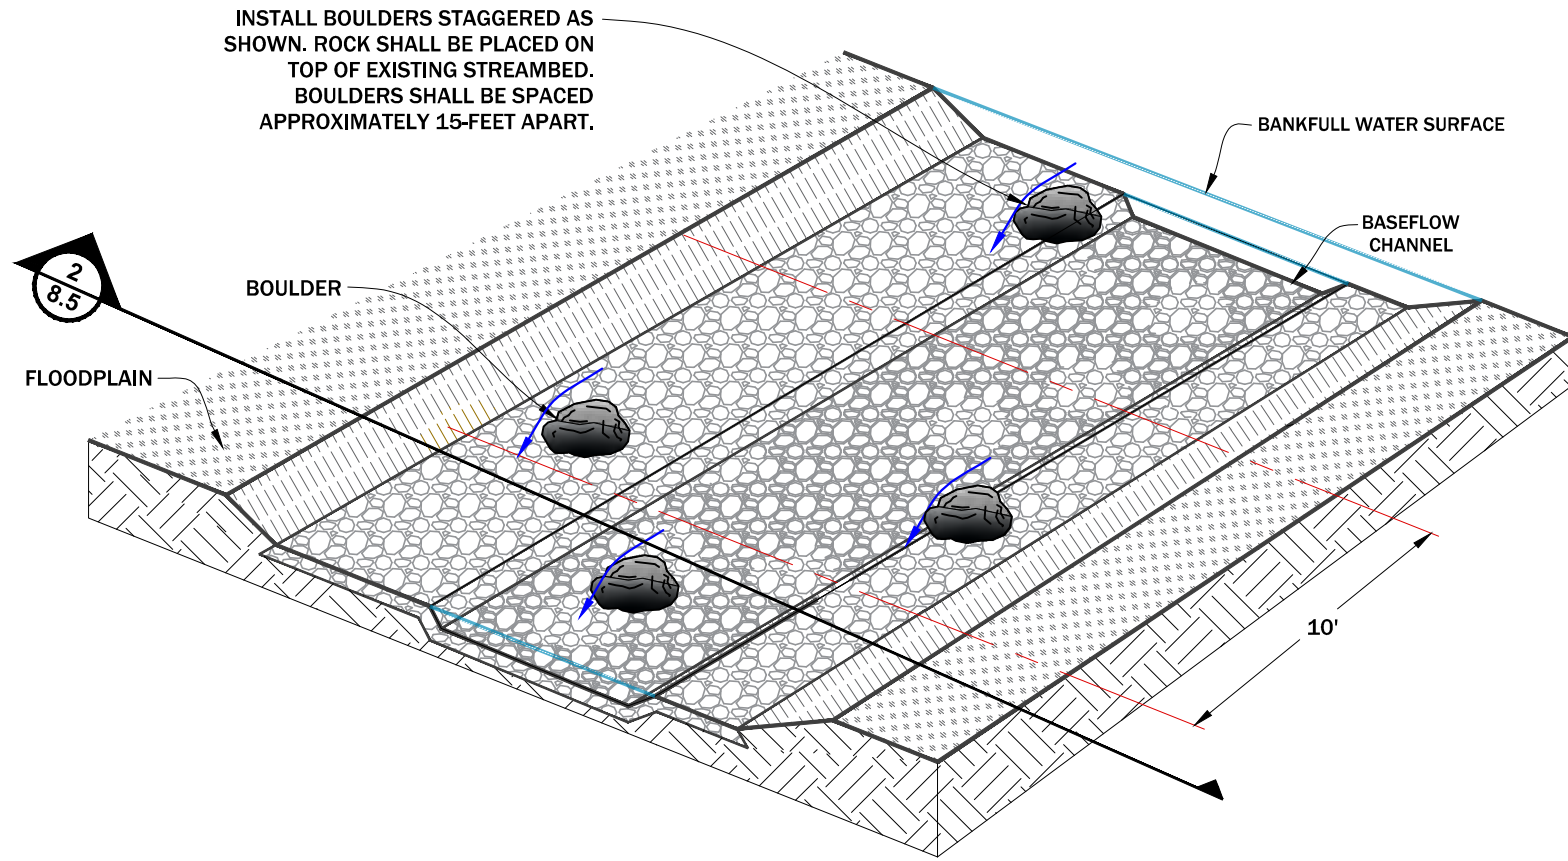 INSTALL BOULDERS STAGGERED AS
SHOWN. ROCK SHALL BE PLACED ON
TOP OF EXISTING STREAMBED.
BOULDERS SHALL BE SPACED
APPROXIMATELY 15-FEET APART.
BANKFULL WATER SURFACE
BASEFLOW
CHANNEL
2
8.5
BOULDER
FLOODPLAIN
10'